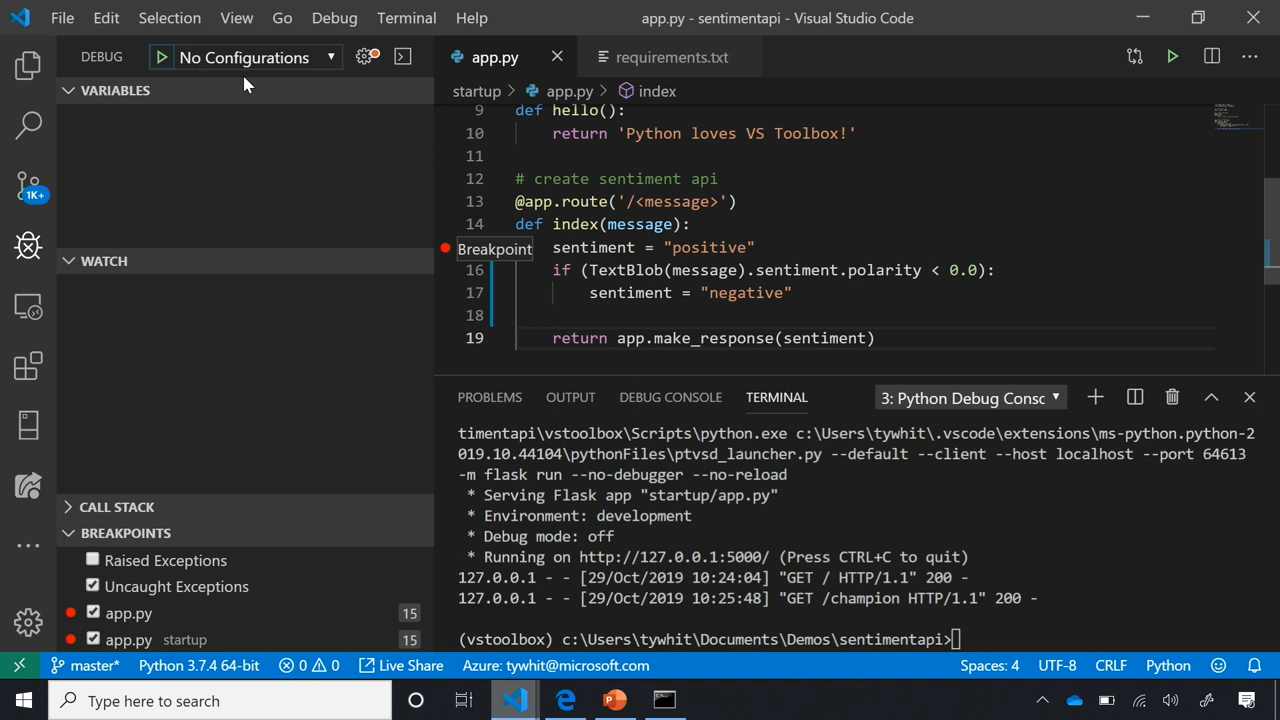 File Edit Selection View Go Debug Terminal Help
app.py - sentimentapi - Visual Studio Code
DEBUG No Configurations
app.py requirements.txt
VARIABLES
startup > app.py > index
9 def hello():
10 return 'Python loves VS Toolbox!'
11
12 # create sentiment api
13 @app.route('/<message>')
14 def index(message):
Breakpoint sentiment = "positive"
16 if (TextBlob(message).sentiment.polarity < 0.0):
17 sentiment = "negative"
18
19 return app.make_response(sentiment)
1K+
WATCH
CALL STACK
BREAKPOINTS
Raised Exceptions
Uncaught Exceptions
app.py 15
app.py startup 15
PROBLEMS OUTPUT DEBUG CONSOLE TERMINAL 3: Python Debug Consc
timentapi\vstoolbox\Scripts\python.exe c:\Users\tywhit\.vscode\extensions\ms-python.python-2
019.10.44104\pythonFiles\ptvsd_launcher.py --default --client --host localhost --port 64613
-m flask run --no-debugger --no-reload
* Serving Flask app "startup/app.py"
* Environment: development
* Debug mode: off
* Running on http://127.0.0.1:5000/ (Press CTRL+C to quit)
127.0.0.1 - - [29/Oct/2019 10:24:04] "GET / HTTP/1.1" 200 -
127.0.0.1 - - [29/Oct/2019 10:25:48] "GET /champion HTTP/1.1" 200 -
(vstoolbox) c:\Users\tywhit\Documents\Demos\sentimentapi>
master* Python 3.7.4 64-bit 0 0 Live Share Azure: tywhit@microsoft.com Spaces: 4 UTF-8 CRLF Python
Type here to search